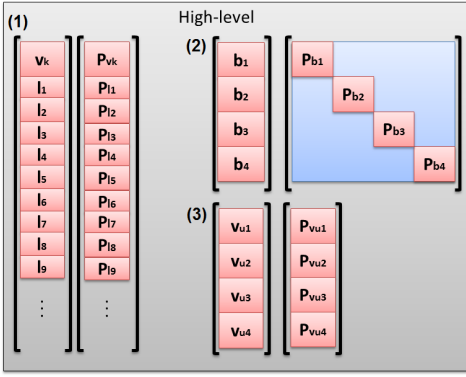 High-level
(1)
vk
l1
l2
l3
l4
l5
l6
l7
l8
l9
⋮
Pvk
Pl1
Pl2
Pl3
Pl4
Pl5
Pl6
Pl7
Pl8
Pl9
⋮
(2)
b1
b2
b3
b4
Pb1
Pb2
Pb3
Pb4
(3)
vu1
vu2
vu3
vu4
Pvu1
Pvu2
Pvu3
Pvu4